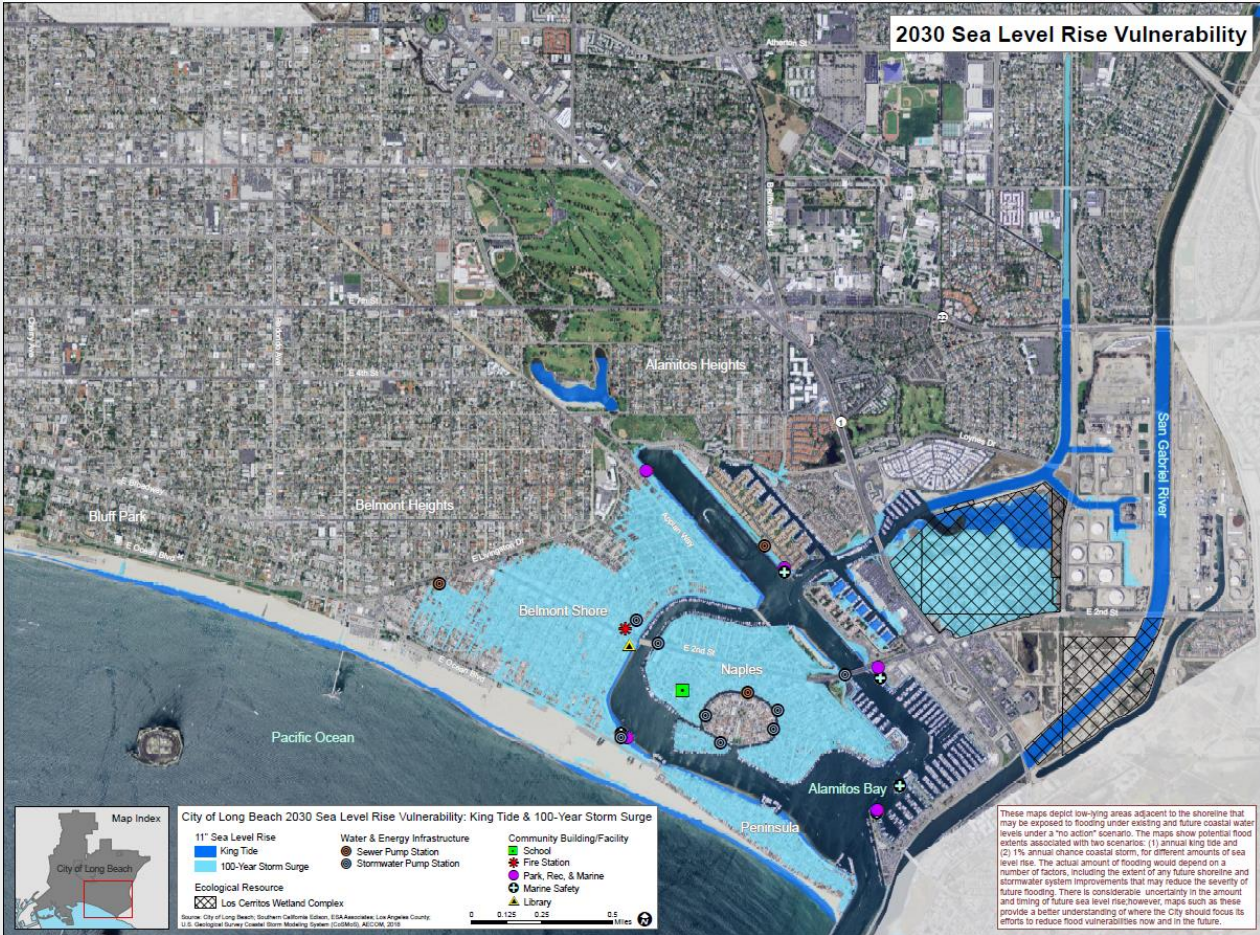 2030 Sea Level Rise Vulnerability
Atherton St
E 7th St
22
E 4th St
Alamitos Heights
1
Loynes Dr
San Gabriel River
E Broadway
Bluff Park
Belmont Heights
Appian Way
E Ocean Blvd
E Livingston Dr
Belmont Shore
E 2nd St
E 2nd St
Naples
E Ocean Blvd
Pacific Ocean
Alamitos Bay
Peninsula
Map Index
City of Long Beach
City of Long Beach 2030 Sea Level Rise Vulnerability: King Tide & 100-Year Storm Surge
11" Sea Level Rise
King Tide
100-Year Storm Surge
Ecological Resource
Los Cerritos Wetland Complex
Water & Energy Infrastructure
Sewer Pump Station
Stormwater Pump Station
Community Building/Facility
School
Fire Station
Park, Rec, & Marine
Marine Safety
Library
Source: City of Long Beach; Southern California Edison, ESA Associates; Los Angeles County;
U.S. Geological Survey Coastal Storm Modeling System (CoSMoS), AECOM, 2018
0 0.125 0.25 0.5
Miles
These maps depict low-lying areas adjacent to the shoreline that
may be exposed to flooding under existing and future coastal water
levels under a "no action" scenario. The maps show potential flood
extents associated with two scenarios: (1) annual king tide and
(2) 1% annual chance coastal storm, for different amounts of sea
level rise. The actual amount of flooding would depend on a
number of factors, including the extent of any future shoreline and
stormwater system improvements that may reduce the severity of
future flooding. There is considerable uncertainty in the amount
and timing of future sea level rise;however, maps such as these
provide a better understanding of where the City should focus its
efforts to reduce flood vulnerabilities now and in the future.